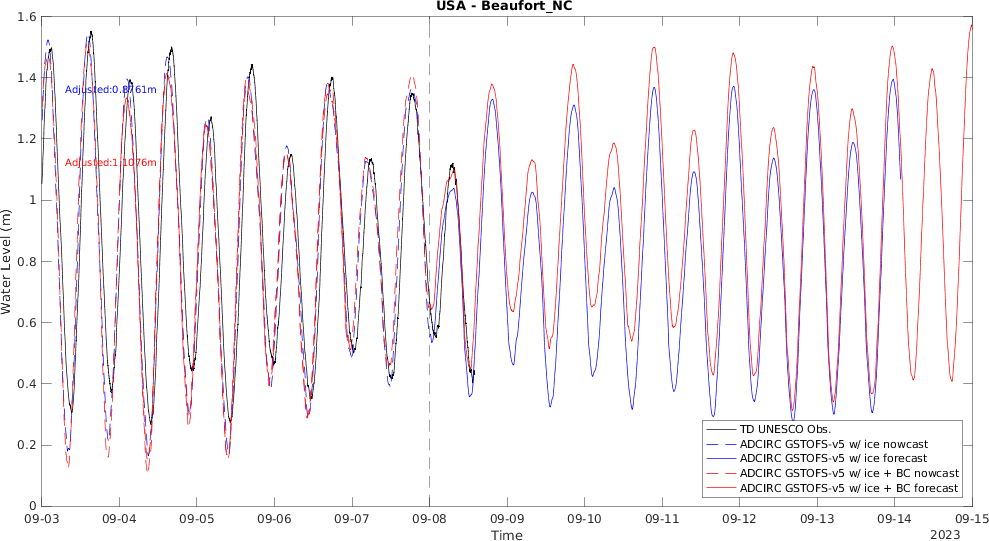 USA - Beaufort_NC
1.6
1.4
1.2
1
0.8
0.6
0.4
0.2
0
Water Level (m)
Adjusted:0.8761m
Adjusted:1.1076m
TD UNESCO Obs.
ADCIRC GSTOFS-v5 w/ ice nowcast
ADCIRC GSTOFS-v5 w/ ice forecast
ADCIRC GSTOFS-v5 w/ ice + BC nowcast
ADCIRC GSTOFS-v5 w/ ice + BC forecast
09-03 09-04 09-05 09-06 09-07 09-08 09-09 09-10 09-11 09-12 09-13 09-14 09-15
Time
2023